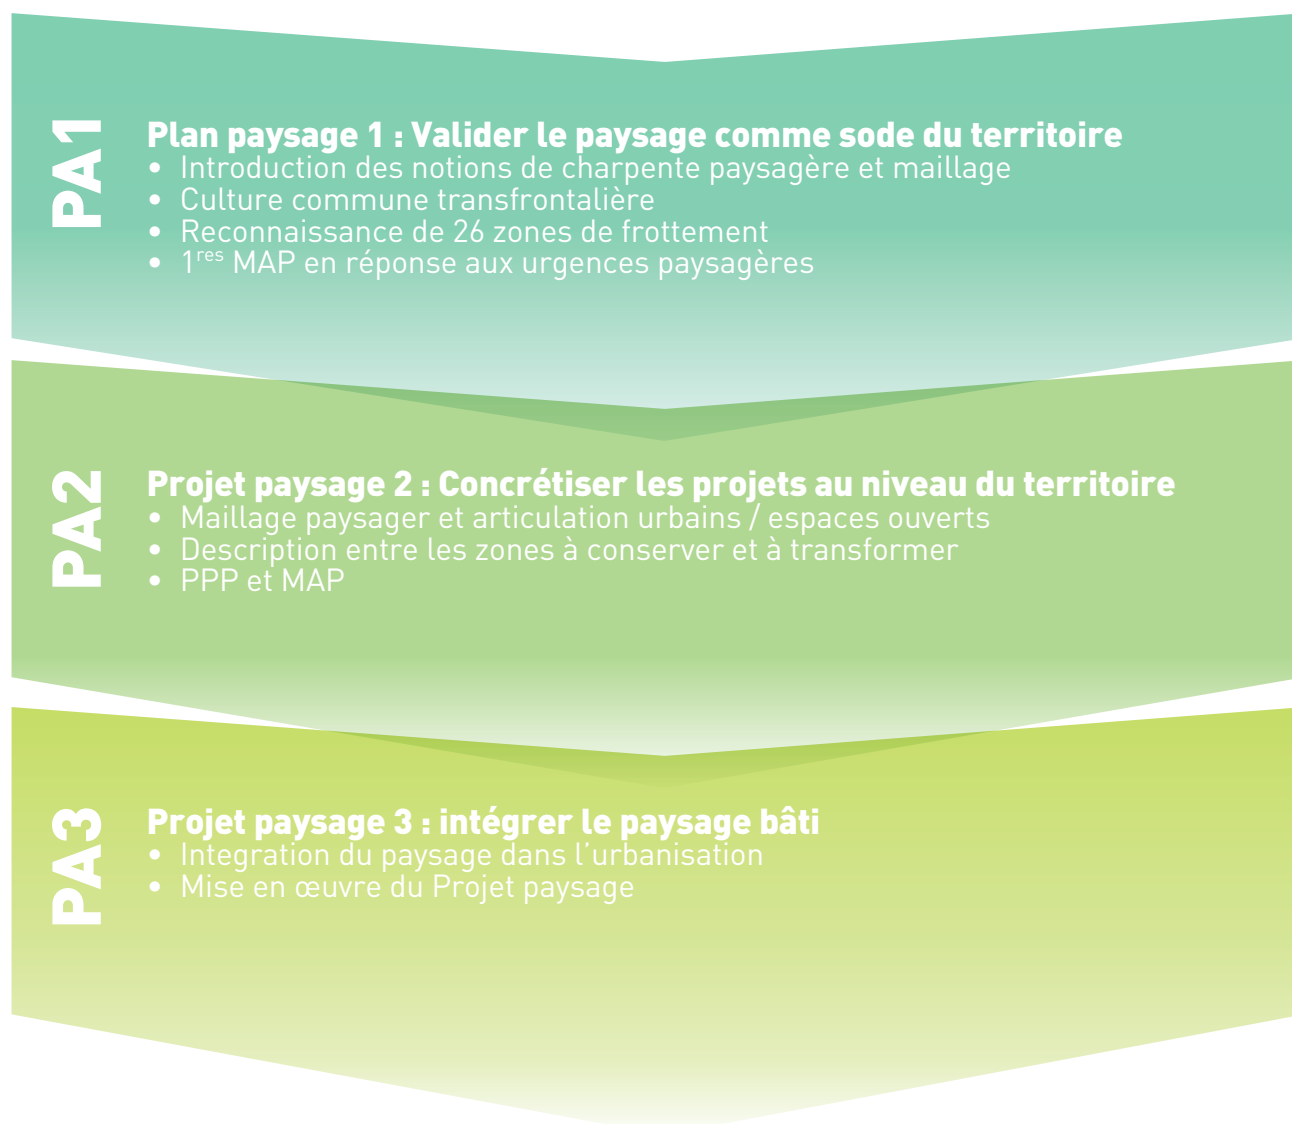 PA1
Plan paysage 1 : Valider le paysage comme sode du territoire
• Introduction des notions de charpente paysagère et maillage
• Culture commune transfrontalière
• Reconnaissance de 26 zones de frottement
• 1res MAP en réponse aux urgences paysagères
PA2
Projet paysage 2 : Concrétiser les projets au niveau du territoire
• Maillage paysager et articulation urbains / espaces ouverts
• Description entre les zones à conserver et à transformer
• PPP et MAP
PA3
Projet paysage 3 : intégrer le paysage bâti
• Integration du paysage dans l'urbanisation
• Mise en œuvre du Projet paysage